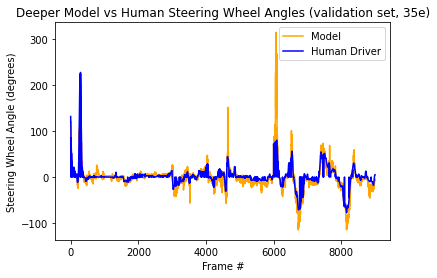 Deeper Model vs Human Steering Wheel Angles (validation set, 35e)
Model
Human Driver
Steering Wheel Angle (degrees)
300
200
100
0
−100
0
2000
4000
6000
8000
Frame #